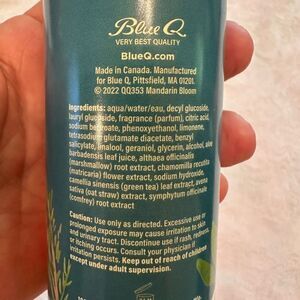 Blue Q
VERY BEST QUALITY
BlueQ.com
Made in Canada. Manufactured
for Blue Q, Pittsfield, MA 01201.
© 2022 QQ353 Mandarin Bloom
Ingredients: aqua/water/eau, decyl glucoside,
lauryl glucoside, fragrance (parfum), citric acid,
sodium benzoate, phenoxyethanol, limonene,
tetrasodium glutamate diacetate, benzyl
salicylate, linalool, geraniol, glycerin, aloe
barbadensis leaf juice, althaea officinalis
(marshmallow) root extract, chamomilla recutita
(matricaria) flower extract, sodium hydroxide,
camellia sinensis (green tea) leaf extract, avena
sativa (oat straw) extract, symphytum officinale
(comfrey) root extract
Caution: Use only as directed. Excessive use or
prolonged exposure may cause irritation to skin
and urinary tract. Discontinue use if rash, redness,
or itching occurs. Consult your physician if
irritation persists. Keep out of reach of children
except under adult supervision.